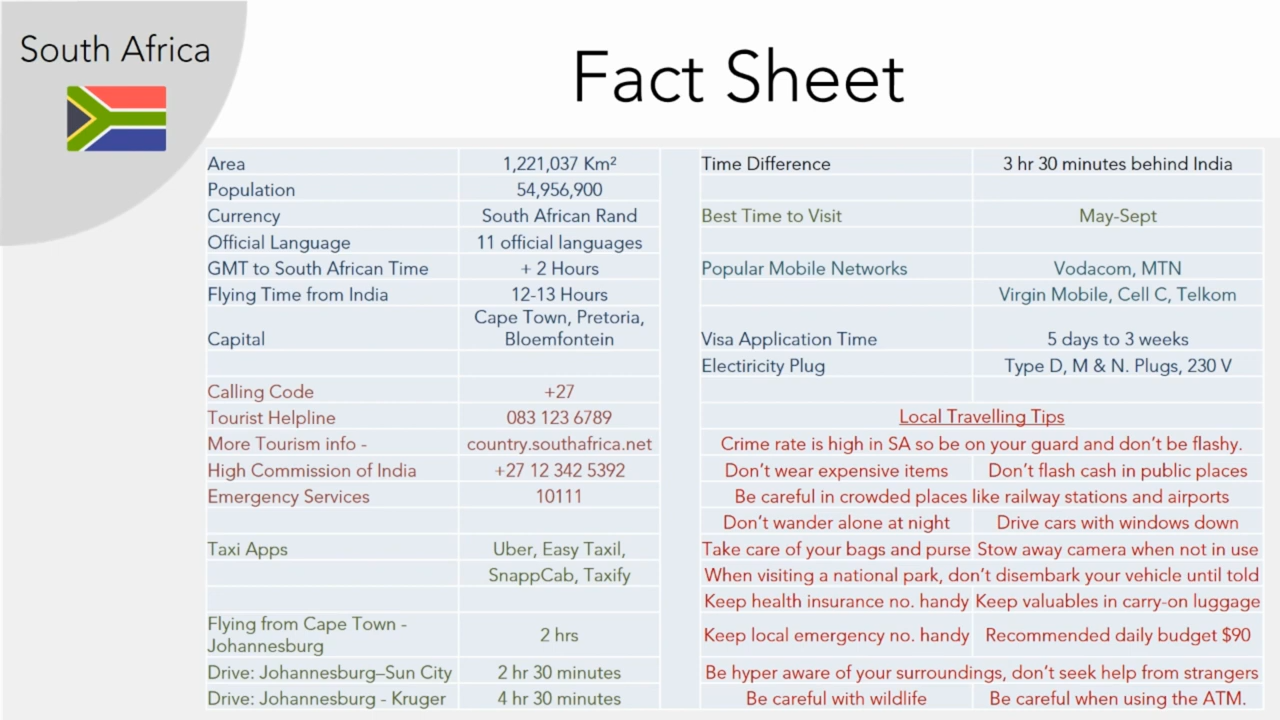 South Africa
Fact Sheet
Area 1,221,037 Km²
Population 54,956,900
Currency South African Rand
Official Language 11 official languages
GMT to South African Time + 2 Hours
Flying Time from India 12-13 Hours
Capital Cape Town, Pretoria,
Bloemfontein
Calling Code +27
Tourist Helpline 083 123 6789
More Tourism info - country.southafrica.net
High Commission of India +27 12 342 5392
Emergency Services 10111
Taxi Apps Uber, Easy Taxil,
SnappCab, Taxify
Flying from Cape Town -
Johannesburg 2 hrs
Drive: Johannesburg–Sun City 2 hr 30 minutes
Drive: Johannesburg - Kruger 4 hr 30 minutes
Time Difference 3 hr 30 minutes behind India
Best Time to Visit May-Sept
Popular Mobile Networks Vodacom, MTN
Virgin Mobile, Cell C, Telkom
Visa Application Time 5 days to 3 weeks
Electiricity Plug Type D, M & N. Plugs, 230 V
Local Travelling Tips
Crime rate is high in SA so be on your guard and don’t be flashy.
Don’t wear expensive items Don’t flash cash in public places
Be careful in crowded places like railway stations and airports
Don’t wander alone at night Drive cars with windows down
Take care of your bags and purse Stow away camera when not in use
When visiting a national park, don’t disembark your vehicle until told
Keep health insurance no. handy Keep valuables in carry-on luggage
Keep local emergency no. handy Recommended daily budget $90
Be hyper aware of your surroundings, don’t seek help from strangers
Be careful with wildlife Be careful when using the ATM.